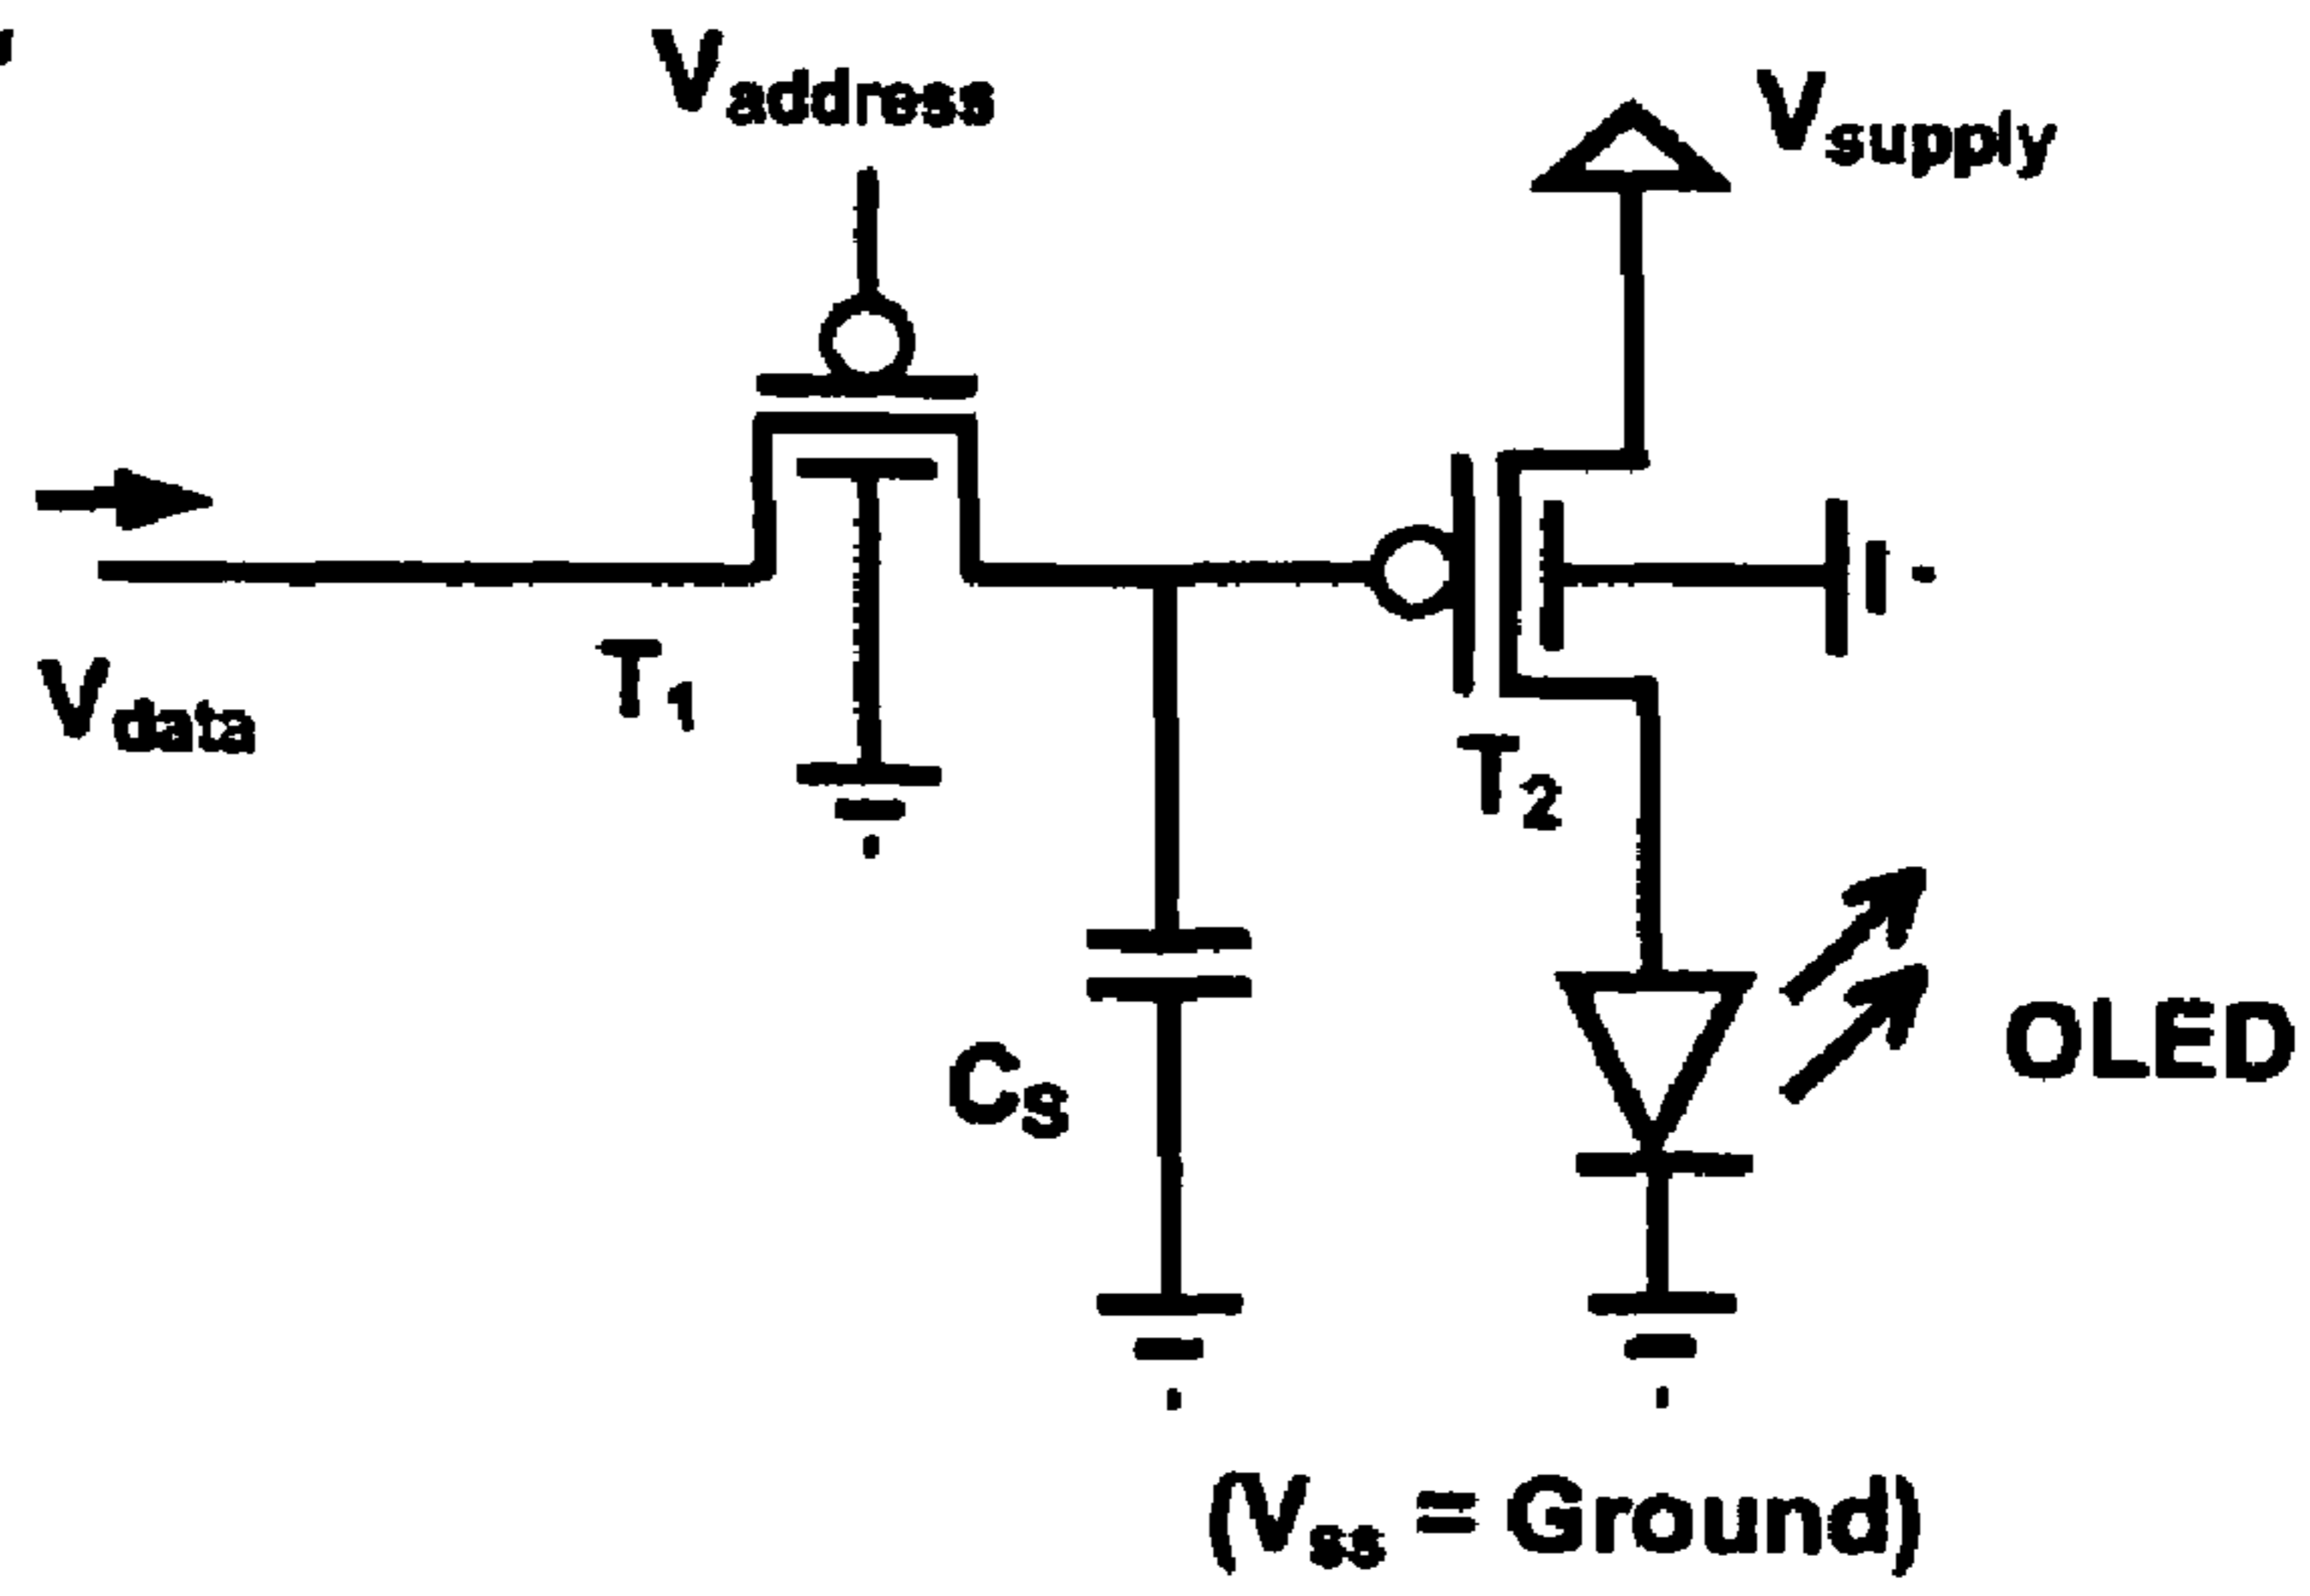 Vaddress
Vsupply
Vdata
T1
T2
Cs
OLED
(Vss = Ground)